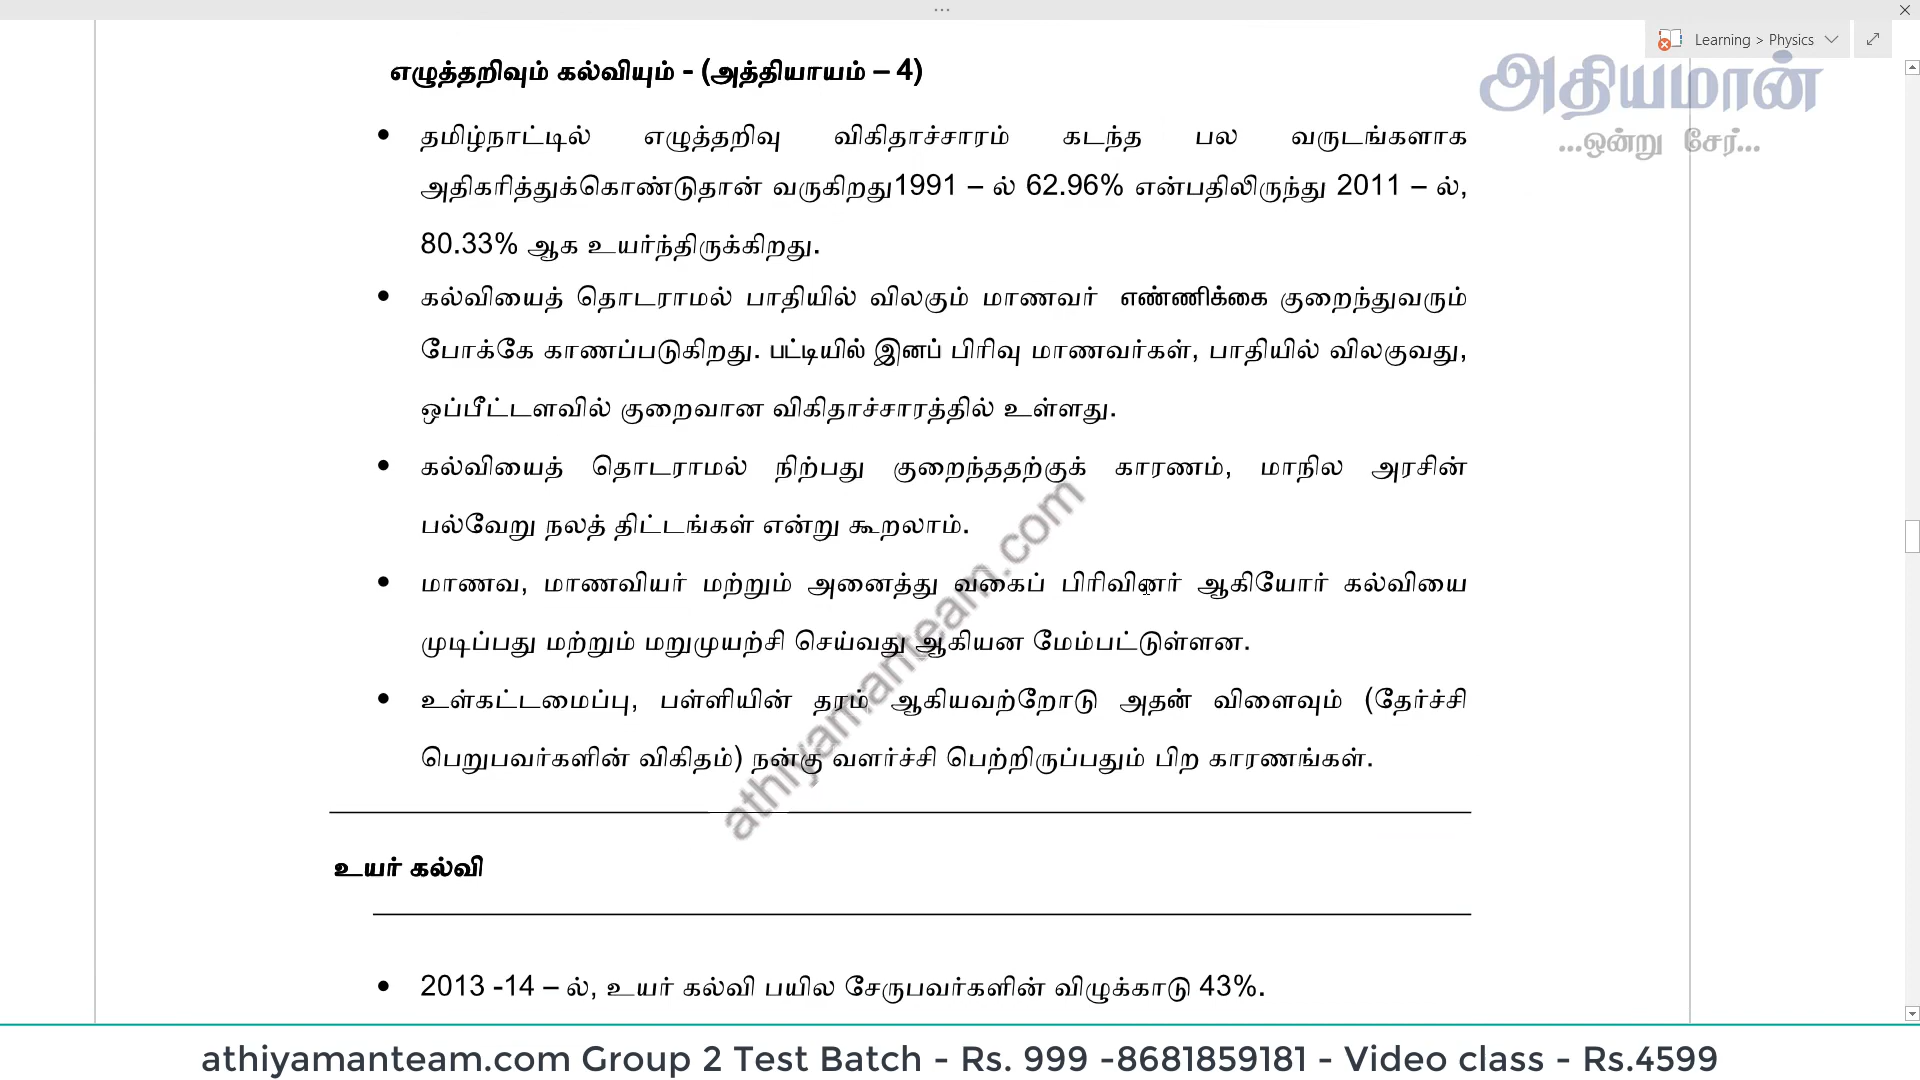 Learning > Physics
அதியமான்
...ஒன்று சேர்...
எழுத்தறிவும் கல்வியும் - (அத்தியாயம் – 4)
• தமிழ்நாட்டில் எழுத்தறிவு விகிதாச்சாரம் கடந்த பல வருடங்களாக
அதிகரித்துக்கொண்டுதான் வருகிறது1991 – ல் 62.96% என்பதிலிருந்து 2011 – ல்,
80.33% ஆக உயர்ந்திருக்கிறது.
• கல்வியைத் தொடராமல் பாதியில் விலகும் மாணவர் எண்ணிக்கை குறைந்துவரும்
போக்கே காணப்படுகிறது. பட்டியில் இனப் பிரிவு மாணவர்கள், பாதியில் விலகுவது,
ஒப்பீட்டளவில் குறைவான விகிதாச்சாரத்தில் உள்ளது.
• கல்வியைத் தொடராமல் நிற்பது குறைந்ததற்குக் காரணம், மாநில அரசின்
பல்வேறு நலத் திட்டங்கள் என்று கூறலாம்.
• மாணவ, மாணவியர் மற்றும் அனைத்து வகைப் பிரிவினர் ஆகியோர் கல்வியை
முடிப்பது மற்றும் மறுமுயற்சி செய்வது ஆகியன மேம்பட்டுள்ளன.
• உள்கட்டமைப்பு, பள்ளியின் தரம் ஆகியவற்றோடு அதன் விளைவும் (தேர்ச்சி
பெறுபவர்களின் விகிதம்) நன்கு வளர்ச்சி பெற்றிருப்பதும் பிற காரணங்கள்.
athiyamanteam.com
உயர் கல்வி
• 2013 -14 – ல், உயர் கல்வி பயில சேருபவர்களின் விழுக்காடு 43%.
athiyamanteam.com Group 2 Test Batch - Rs. 999 -8681859181 - Video class - Rs.4599